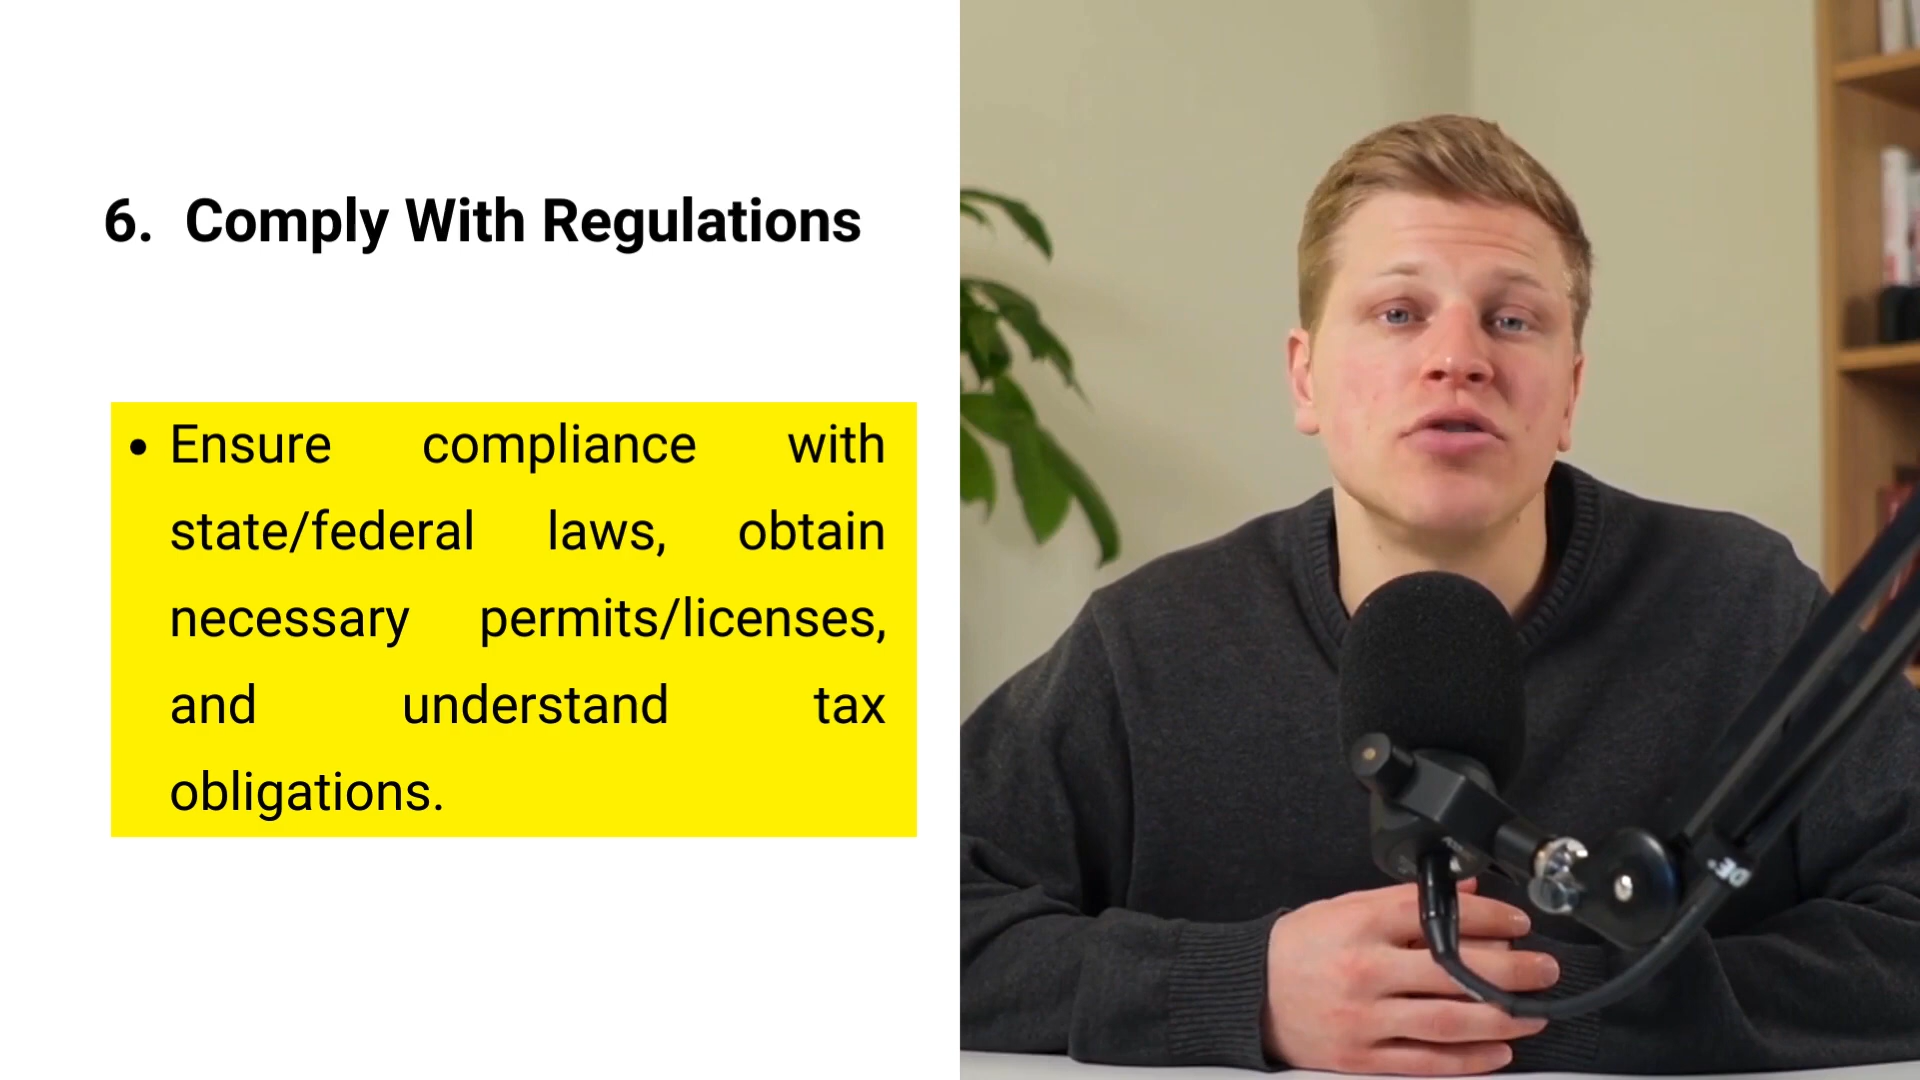 6. Comply With Regulations
• Ensure compliance with
state/federal laws, obtain
necessary permits/licenses,
and understand tax
obligations.